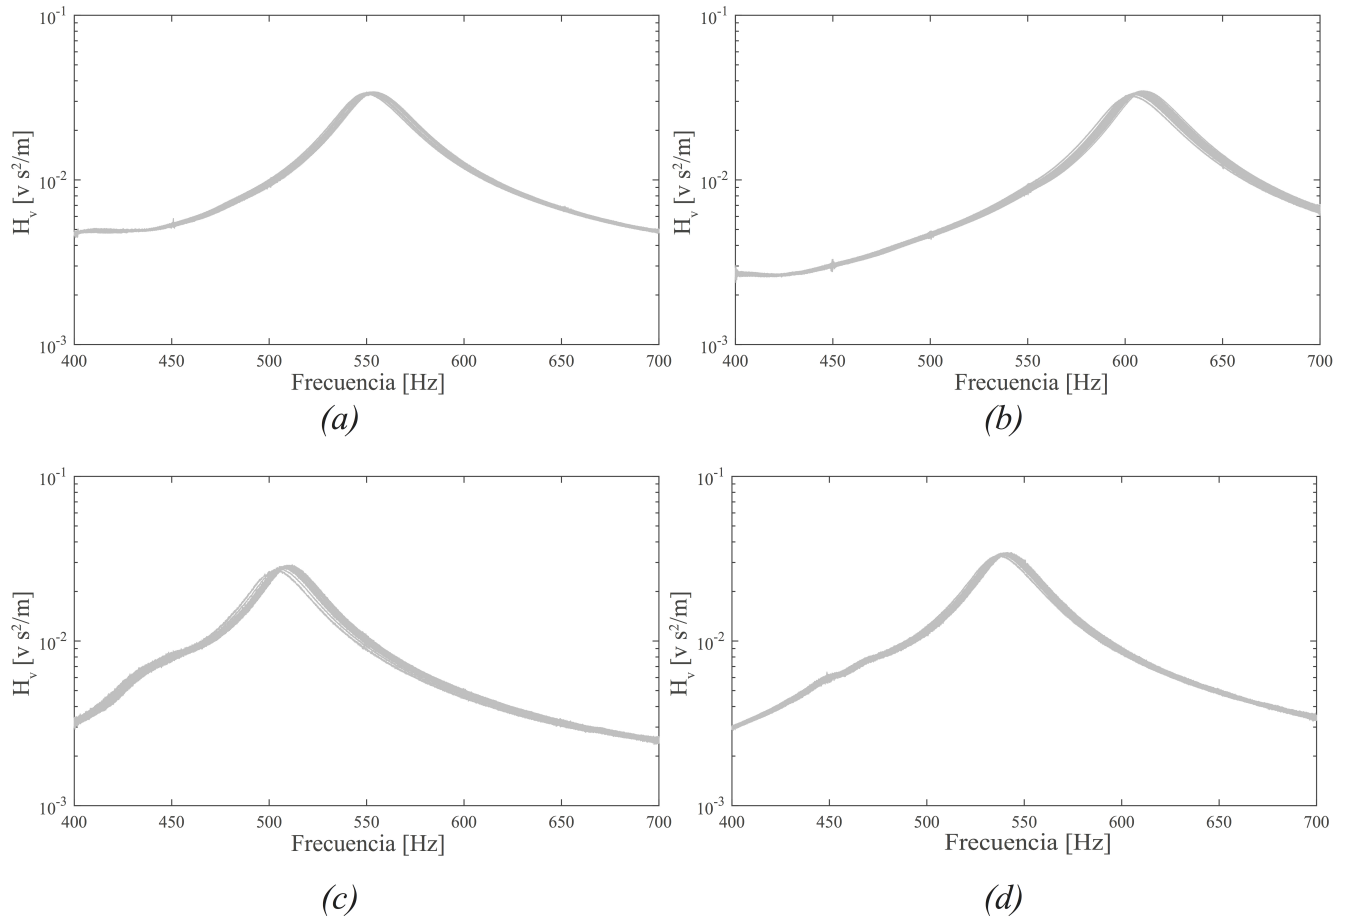 10⁻¹ 10⁻¹
H_v [v s²/m] H_v [v s²/m]
10⁻² 10⁻²
10⁻³ 10⁻³
400 450 500 550 600 650 700 400 450 500 550 600 650 700
Frecuencia [Hz] Frecuencia [Hz]
(a) (b)
10⁻¹ 10⁻¹
H_v [v s²/m] H_v [v s²/m]
10⁻² 10⁻²
10⁻³ 10⁻³
400 450 500 550 600 650 700 400 450 500 550 600 650 700
Frecuencia [Hz] Frecuencia [Hz]
(c) (d)